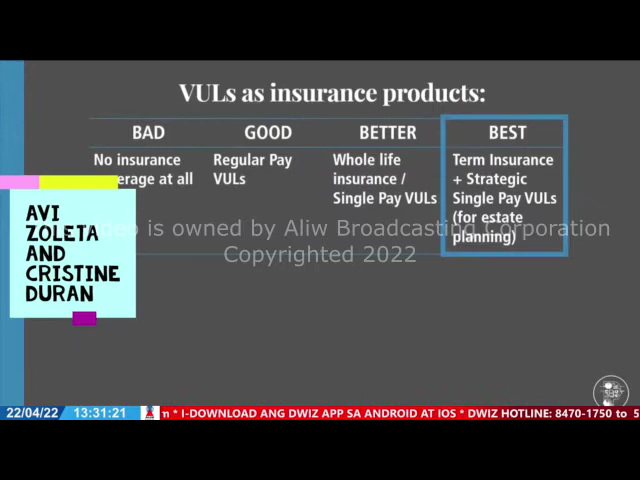 VULs as insurance products:
BAD GOOD BETTER BEST
No insurance Regular Pay Whole life Term Insurance
erage at all VULs insurance / + Strategic
Single Pay VULs Single Pay VULs
(for estate
planning)
is owned by Aliw Broadcasting Corporation
Copyrighted 2022
AVI
ZOLETA
AND
CRISTINE
DURAN
22/04/22 13:31:21 m * I-DOWNLOAD ANG DWIZ APP SA ANDROID AT IOS * DWIZ HOTLINE: 8470-1750 to 5